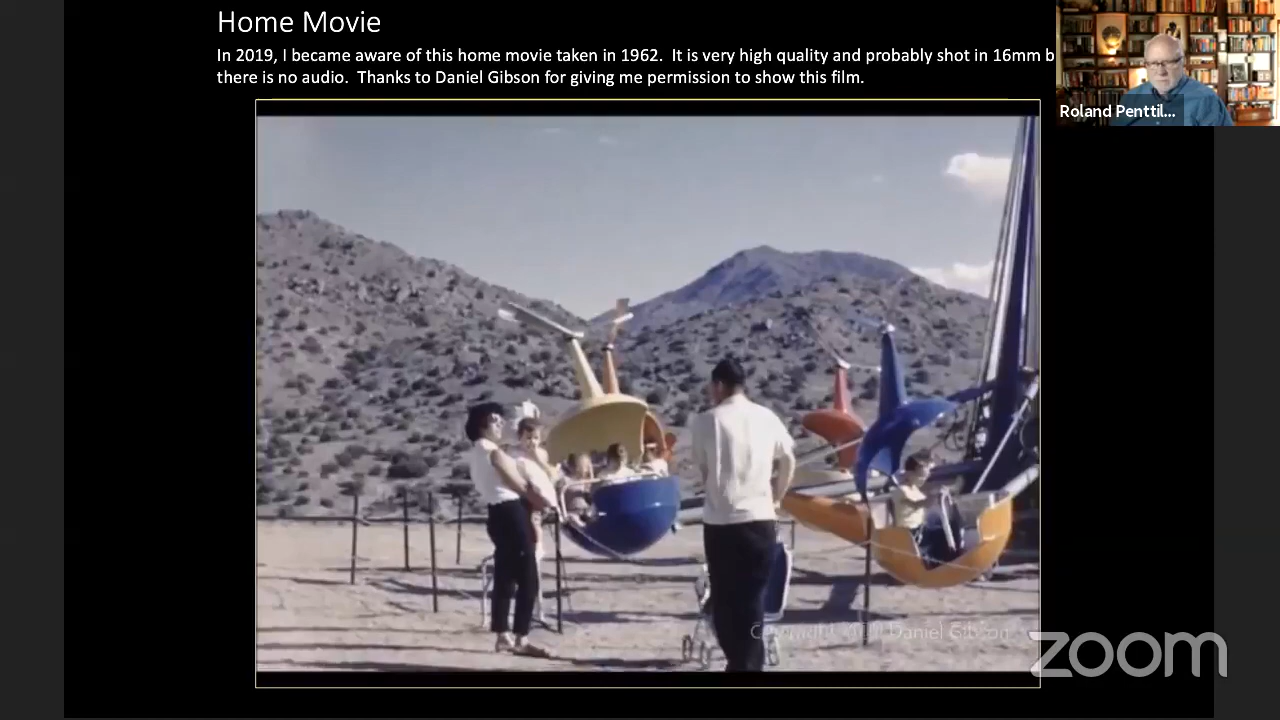 Home Movie
In 2019, I became aware of this home movie taken in 1962. It is very high quality and probably shot in 16mm b
there is no audio. Thanks to Daniel Gibson for giving me permission to show this film.
Roland Penttil...
Daniel Gibson
zoom